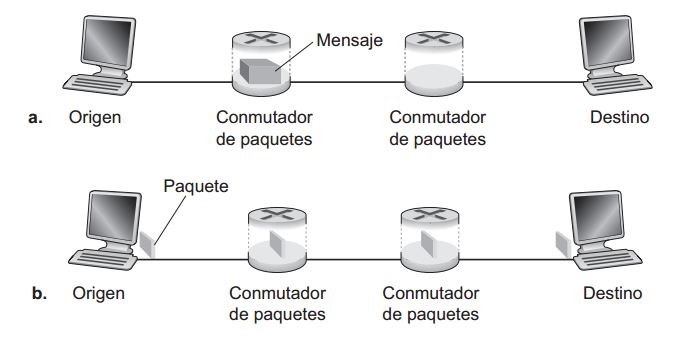 Mensaje
a. Origen Conmutador de paquetes Conmutador de paquetes Destino
Paquete
b. Origen Conmutador de paquetes Conmutador de paquetes Destino